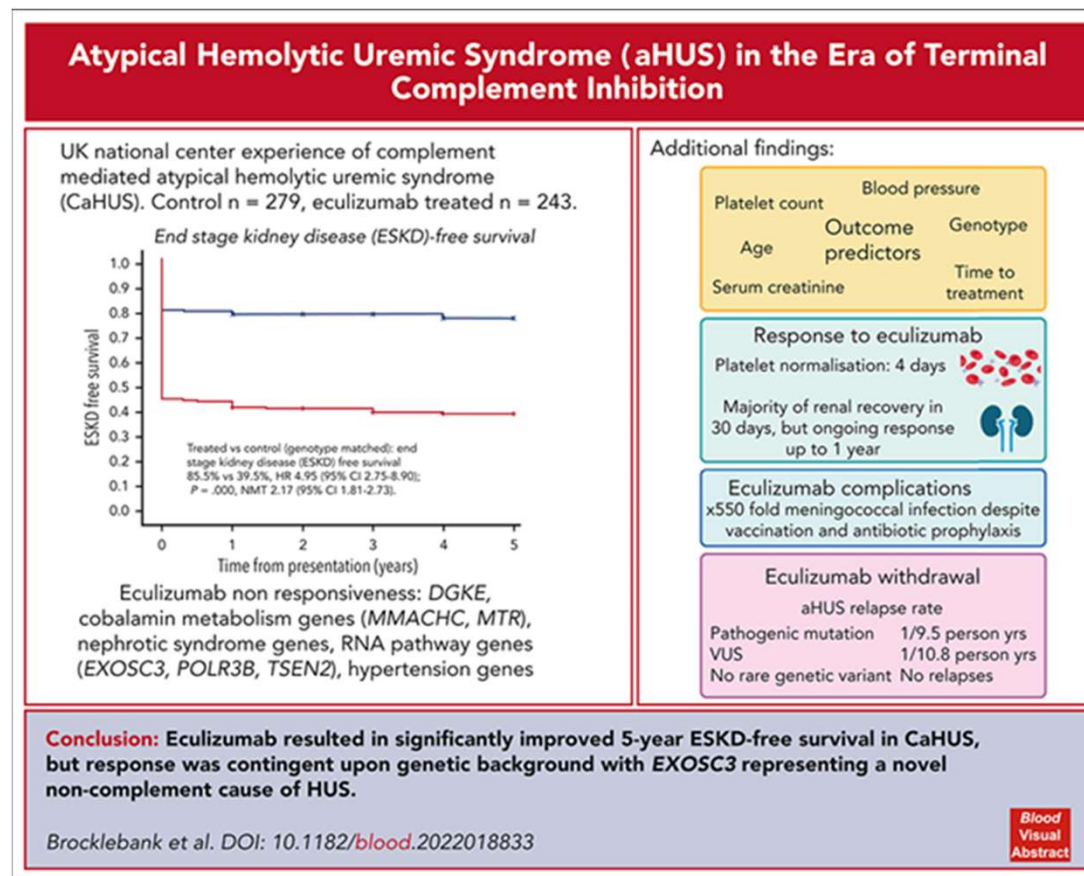 Atypical Hemolytic Uremic Syndrome (aHUS) in the Era of Terminal
Complement Inhibition
UK national center experience of complement
mediated atypical hemolytic uremic syndrome
(CaHUS). Control n = 279, eculizumab treated n = 243.
End stage kidney disease (ESKD)-free survival
ESKD free survival
1.0
0.9
0.8
0.7
0.6
0.5
0.4
0.3
0.2
0.1
0.0
Treated vs control (genotype matched): end
stage kidney disease (ESKD) free survival
85.5% vs 39.5%, HR 4.95 (95% CI 2.75-8.90);
P = .000, NMT 2.17 (95% CI 1.81-2.73).
0 1 2 3 4 5
Time from presentation (years)
Eculizumab non responsiveness: DGKE,
cobalamin metabolism genes (MMACHC, MTR),
nephrotic syndrome genes, RNA pathway genes
(EXOSC3, POLR3B, TSEN2), hypertension genes
Additional findings:
Blood pressure
Platelet count
Genotype
Outcome
predictors
Age
Time to
treatment
Serum creatinine
Response to eculizumab
Platelet normalisation: 4 days
Majority of renal recovery in
30 days, but ongoing response
up to 1 year
Eculizumab complications
x550 fold meningococcal infection despite
vaccination and antibiotic prophylaxis
Eculizumab withdrawal
aHUS relapse rate
Pathogenic mutation 1/9.5 person yrs
VUS 1/10.8 person yrs
No rare genetic variant No relapses
Conclusion: Eculizumab resulted in significantly improved 5-year ESKD-free survival in CaHUS,
but response was contingent upon genetic background with EXOSC3 representing a novel
non-complement cause of HUS.
Brocklebank et al. DOI: 10.1182/blood.2022018833
Blood
Visual
Abstract